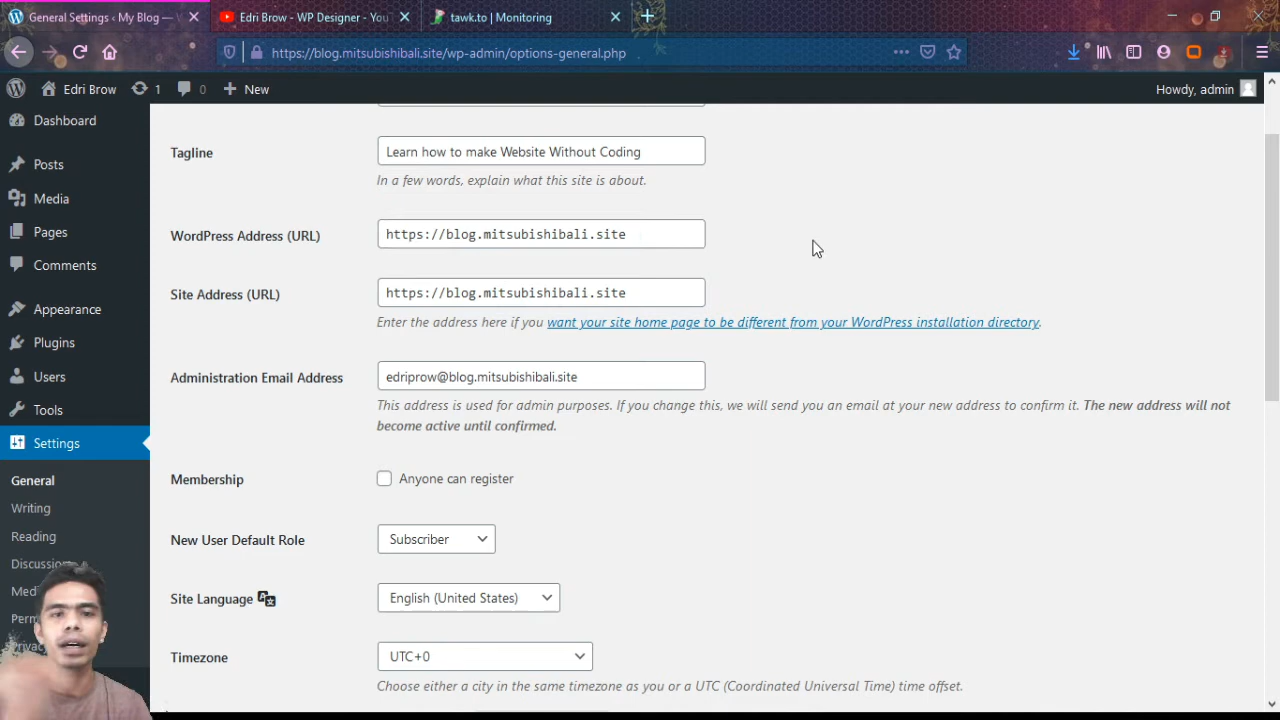 General Settings ‹ My Blog —
Edri Brow - WP Designer - You
tawk.to | Monitoring
https://blog.mitsubishibali.site/wp-admin/options-general.php
Edri Brow
1
0
New
Howdy, admin
Dashboard
Posts
Media
Pages
Comments
Appearance
Plugins
Users
Tools
Settings
General
Writing
Reading
Tagline
Learn how to make Website Without Coding
In a few words, explain what this site is about.
WordPress Address (URL)
https://blog.mitsubishibali.site
Site Address (URL)
https://blog.mitsubishibali.site
Enter the address here if you want your site home page to be different from your WordPress installation directory.
Administration Email Address
edriprow@blog.mitsubishibali.site
This address is used for admin purposes. If you change this, we will send you an email at your new address to confirm it. The new address will not
become active until confirmed.
Membership
Anyone can register
New User Default Role
Subscriber
Site Language
English (United States)
Timezone
UTC+0
Choose either a city in the same timezone as you or a UTC (Coordinated Universal Time) time offset.